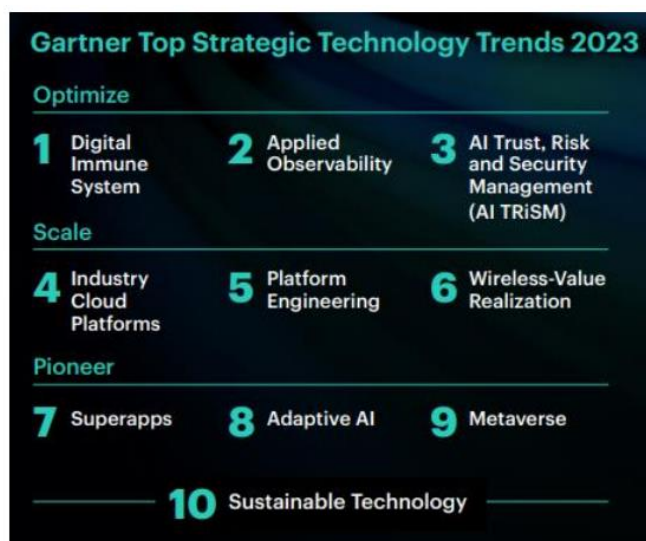 Gartner Top Strategic Technology Trends 2023
Optimize
1 Digital
Immune
System
2 Applied
Observability
3 AI Trust, Risk
and Security
Management
(AI TRiSM)
Scale
4 Industry
Cloud
Platforms
5 Platform
Engineering
6 Wireless-Value
Realization
Pioneer
7 Superapps
8 Adaptive AI
9 Metaverse
10 Sustainable Technology